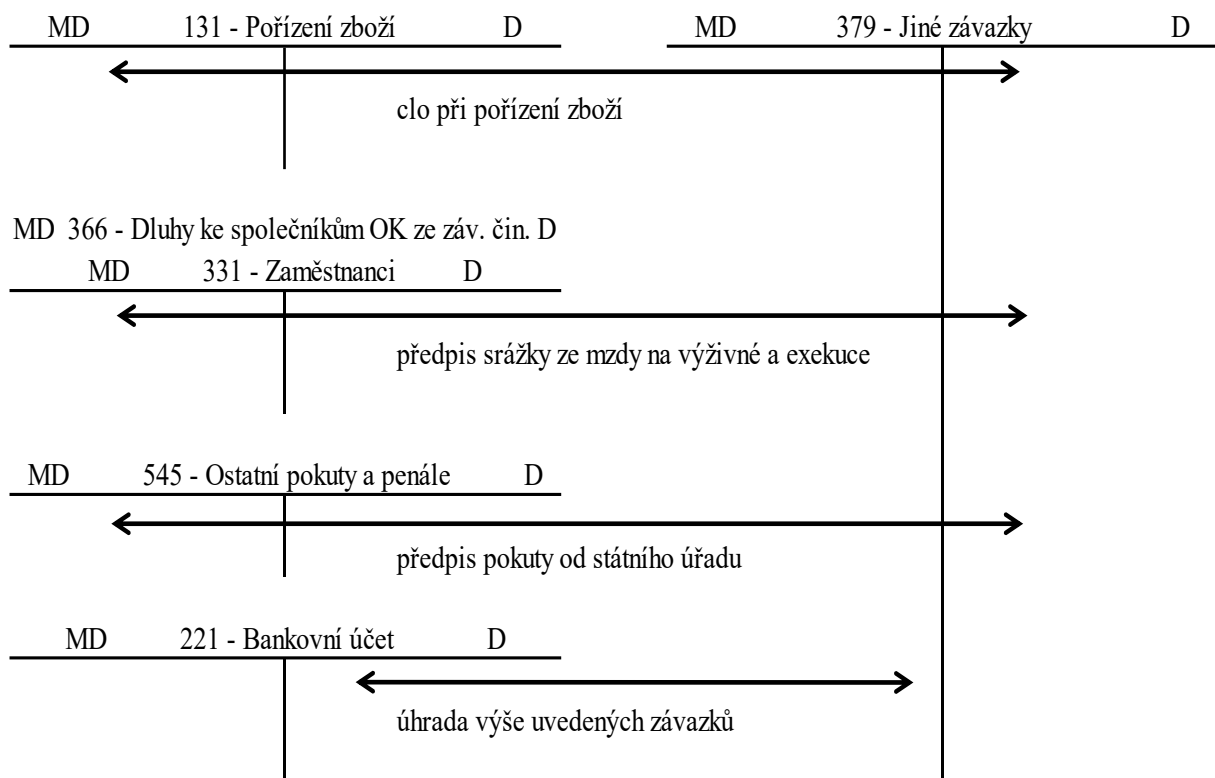 MD 131 - Pořízení zboží D MD 379 - Jiné závazky D
clo při pořízení zboží
MD 366 - Dluhy ke společníkům OK ze záv. čin. D
MD 331 - Zaměstnanci D
předpis srážky ze mzdy na výživné a exekuce
MD 545 - Ostatní pokuty a penále D
předpis pokuty od státního úřadu
MD 221 - Bankovní účet D
úhrada výše uvedených závazků